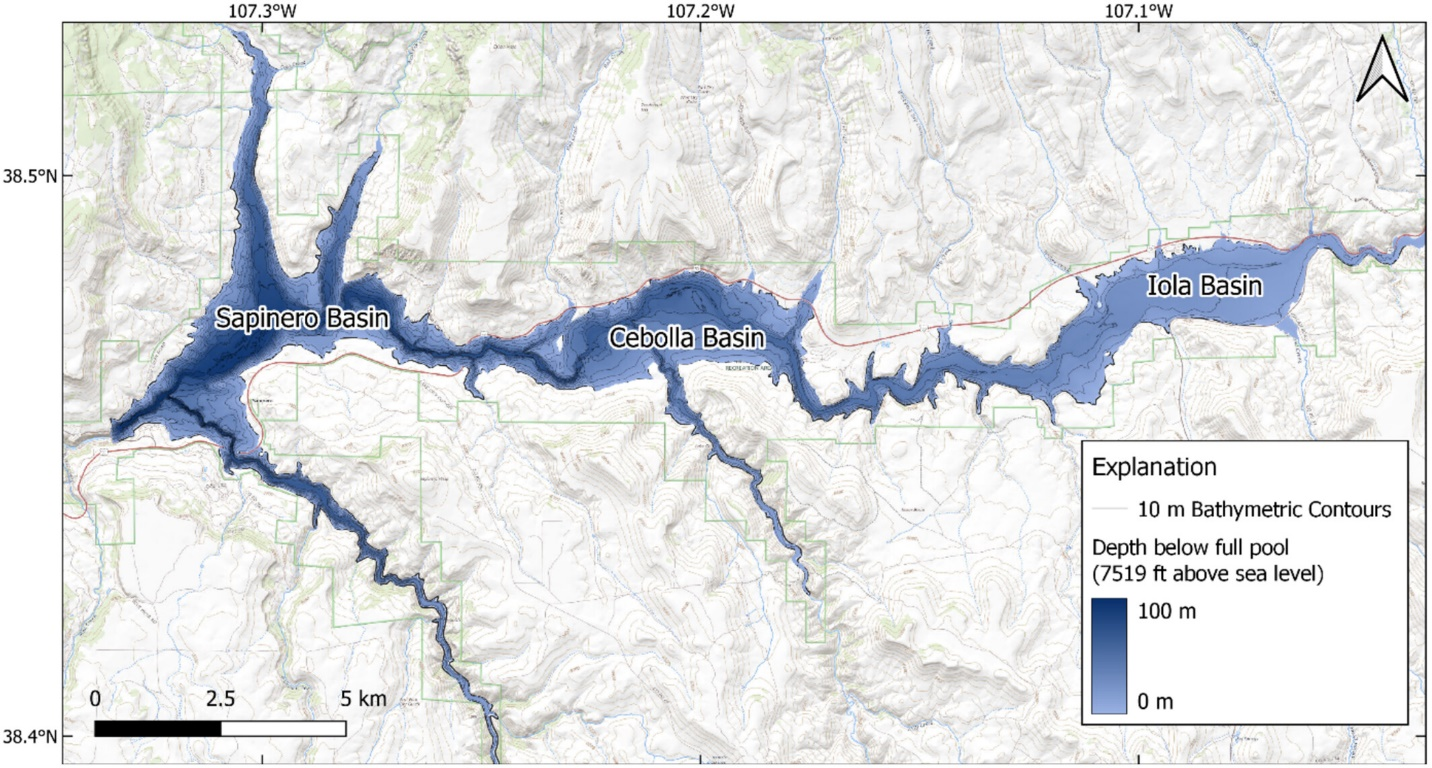 107.3°W
107.2°W
107.1°W
38.5°N
Sapinero Basin
Cebolla Basin
Iola Basin
Explanation
10 m Bathymetric Contours
Depth below full pool
(7519 ft above sea level)
100 m
0 m
0
2.5
5 km
38.4°N